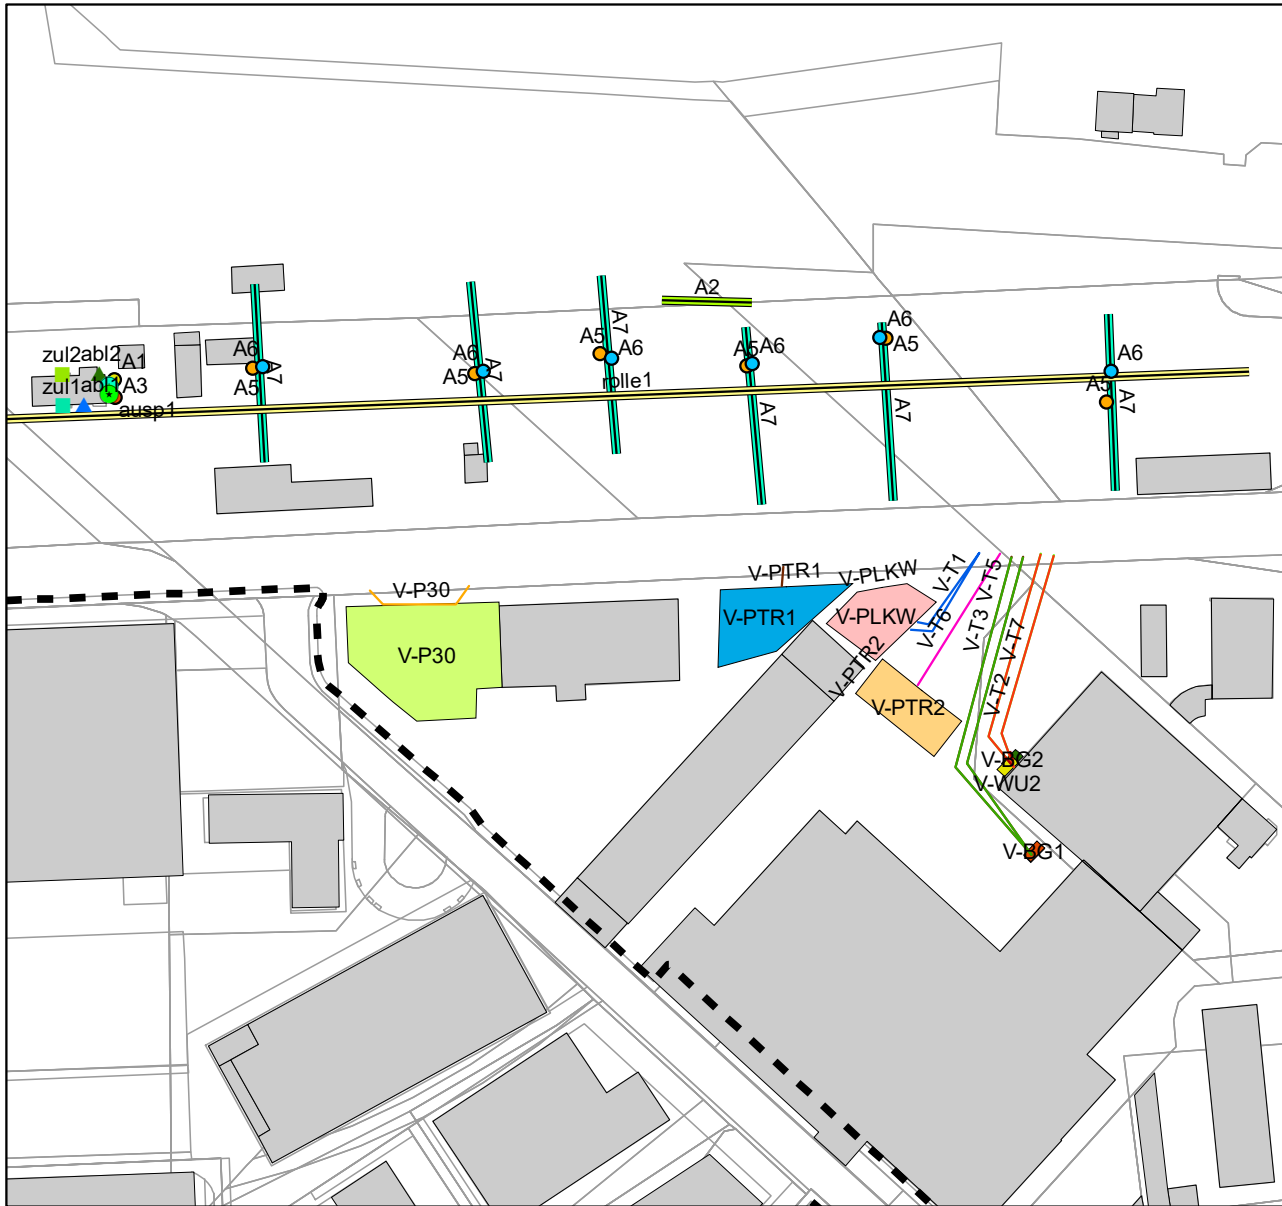 A2
A7
A5
A6
A6
A5
A7
A6
A5
A7
A5
A6
A7
A6
A5
A7
A6
A5
A7
zul2abl2
A1
zul1abl1
A3
ausp1
rolle1
V-P30
V-P30
V-PTR1
V-PTR1
V-PLKW
V-PLKW
V-PTR2
V-PTR2
V-T1
V-T6
V-T5
V-T3
V-T7
V-T2
V-BG2
V-WU2
V-BG1